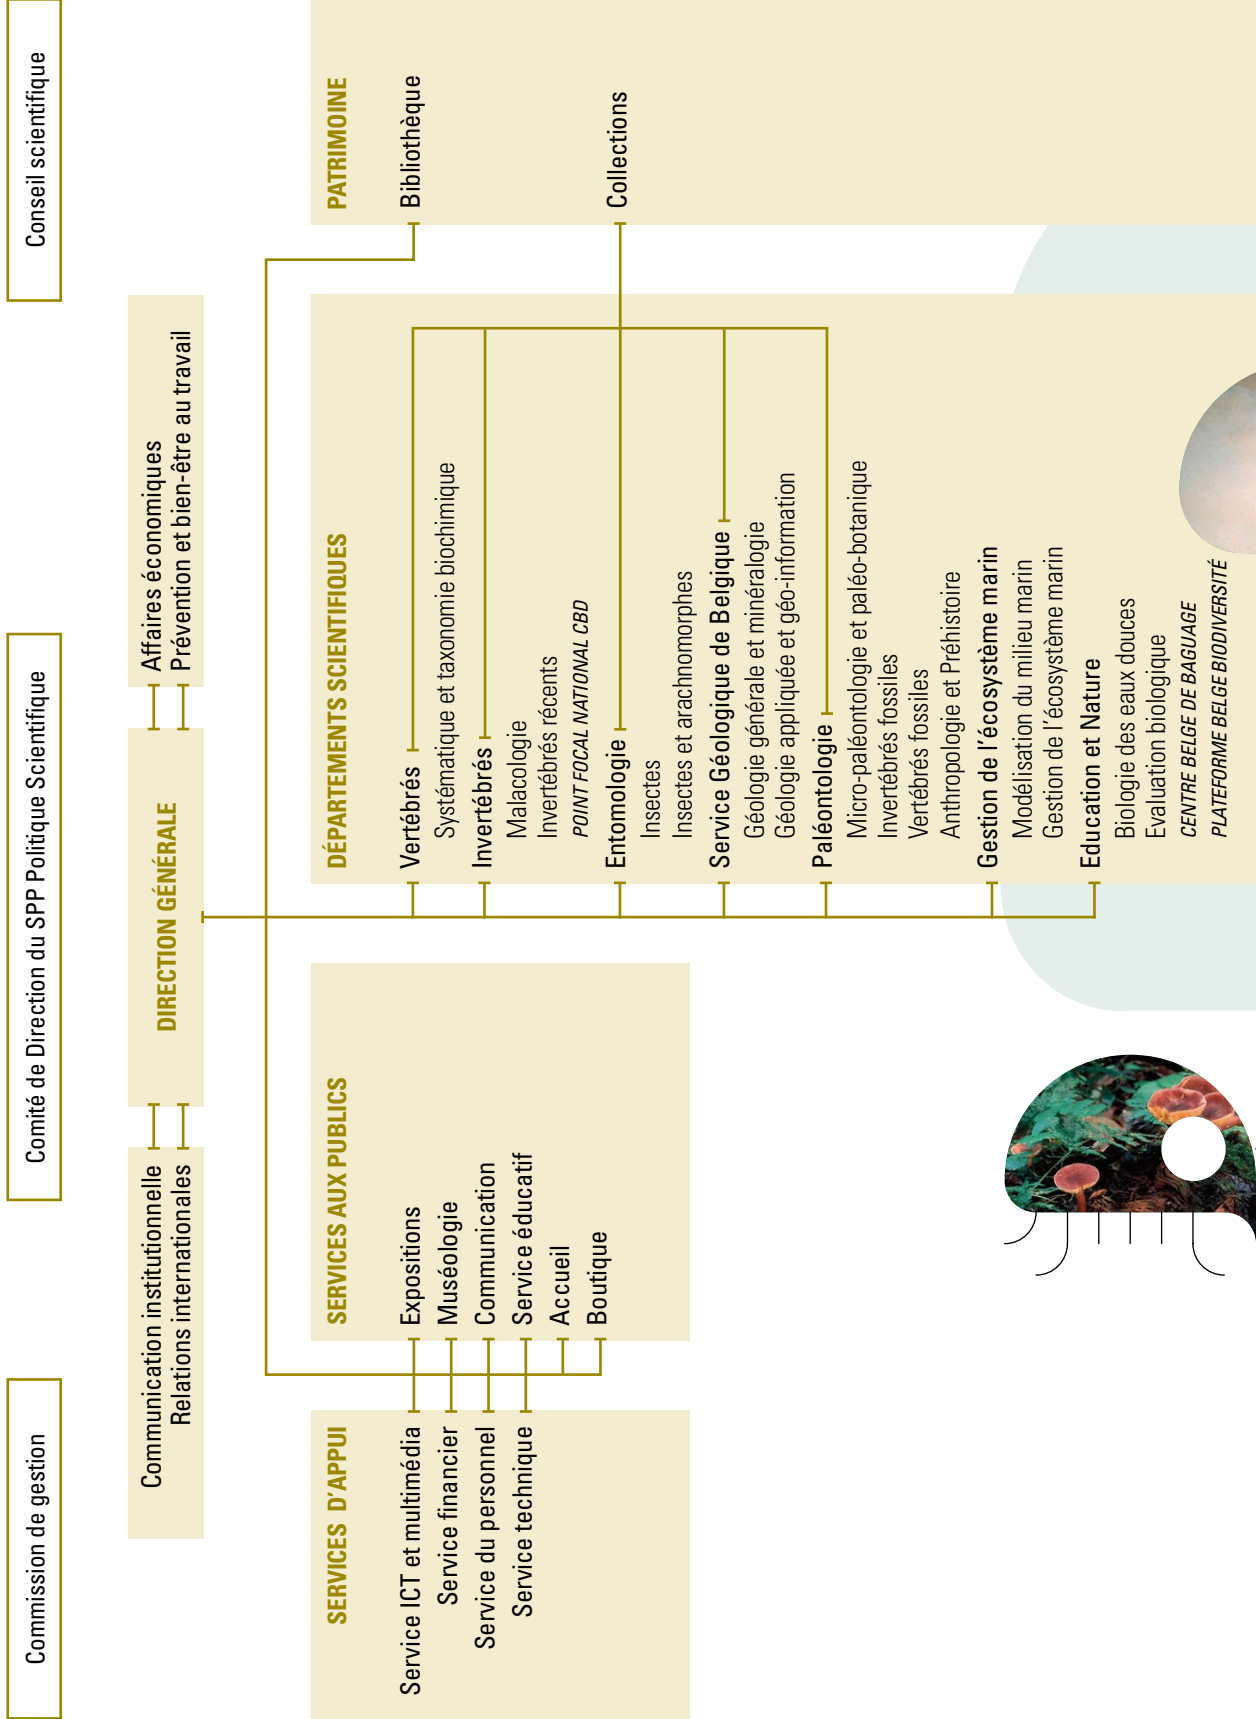 Commission de gestion
Comité de Direction du SPP Politique Scientifique
Conseil scientifique
Communication institutionnelle
Relations internationales
DIRECTION GÉNÉRALE
Affaires économiques
Prévention et bien-être au travail
SERVICES D'APPUI
Service ICT et multimédia
Service financier
Service du personnel
Service technique
SERVICES AUX PUBLICS
Expositions
Muséologie
Communication
Service éducatif
Accueil
Boutique
DÉPARTEMENTS SCIENTIFIQUES
Vertébrés
Systématique et taxonomie biochimique
Invertébrés
Malacologie
Invertébrés récents
POINT FOCAL NATIONAL CBD
Entomologie
Insectes
Insectes et arachnomorphes
Service Géologique de Belgique
Géologie générale et minéralogie
Géologie appliquée et géo-information
Paléontologie
Micro-paléontologie et paléo-botanique
Invertébrés fossiles
Vertébrés fossiles
Anthropologie et Préhistoire
Gestion de l'écosystème marin
Modélisation du milieu marin
Gestion de l'écosystème marin
Education et Nature
Biologie des eaux douces
Evaluation biologique
CENTRE BELGE DE BAGUAGE
PLATEFORME BELGE BIODIVERSITÉ
PATRIMOINE
Bibliothèque
Collections